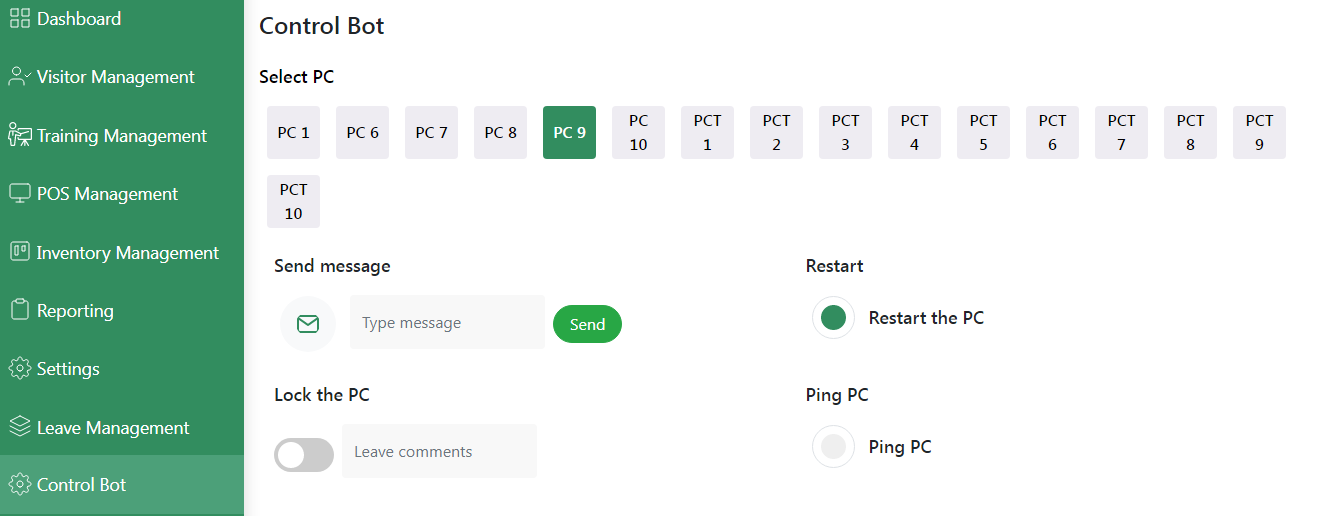 Dashboard
Visitor Management
Training Management
POS Management
Inventory Management
Reporting
Settings
Leave Management
Control Bot
Control Bot
Select PC
PC 1
PC 6
PC 7
PC 8
PC 9
PC
10
PCT
1
PCT
2
PCT
3
PCT
4
PCT
5
PCT
6
PCT
7
PCT
8
PCT
9
PCT
10
Send message
Type message
Send
Restart
Restart the PC
Lock the PC
Leave comments
Ping PC
Ping PC